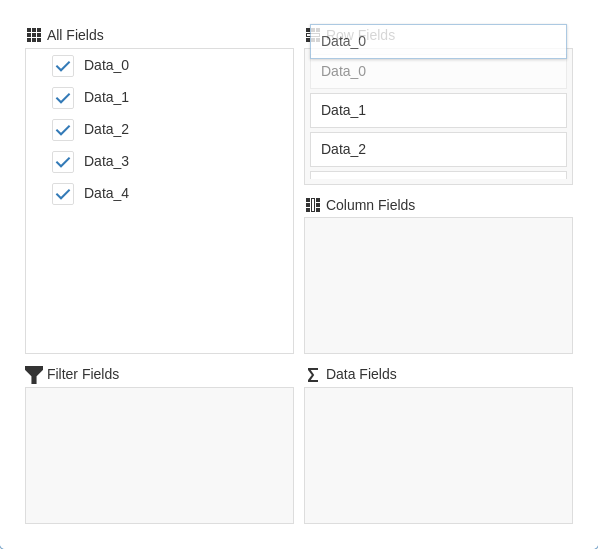 All Fields
Data_0
Data_1
Data_2
Data_3
Data_4
Row Fields
Data_0
Data_0
Data_1
Data_2
Column Fields
Filter Fields
Data Fields